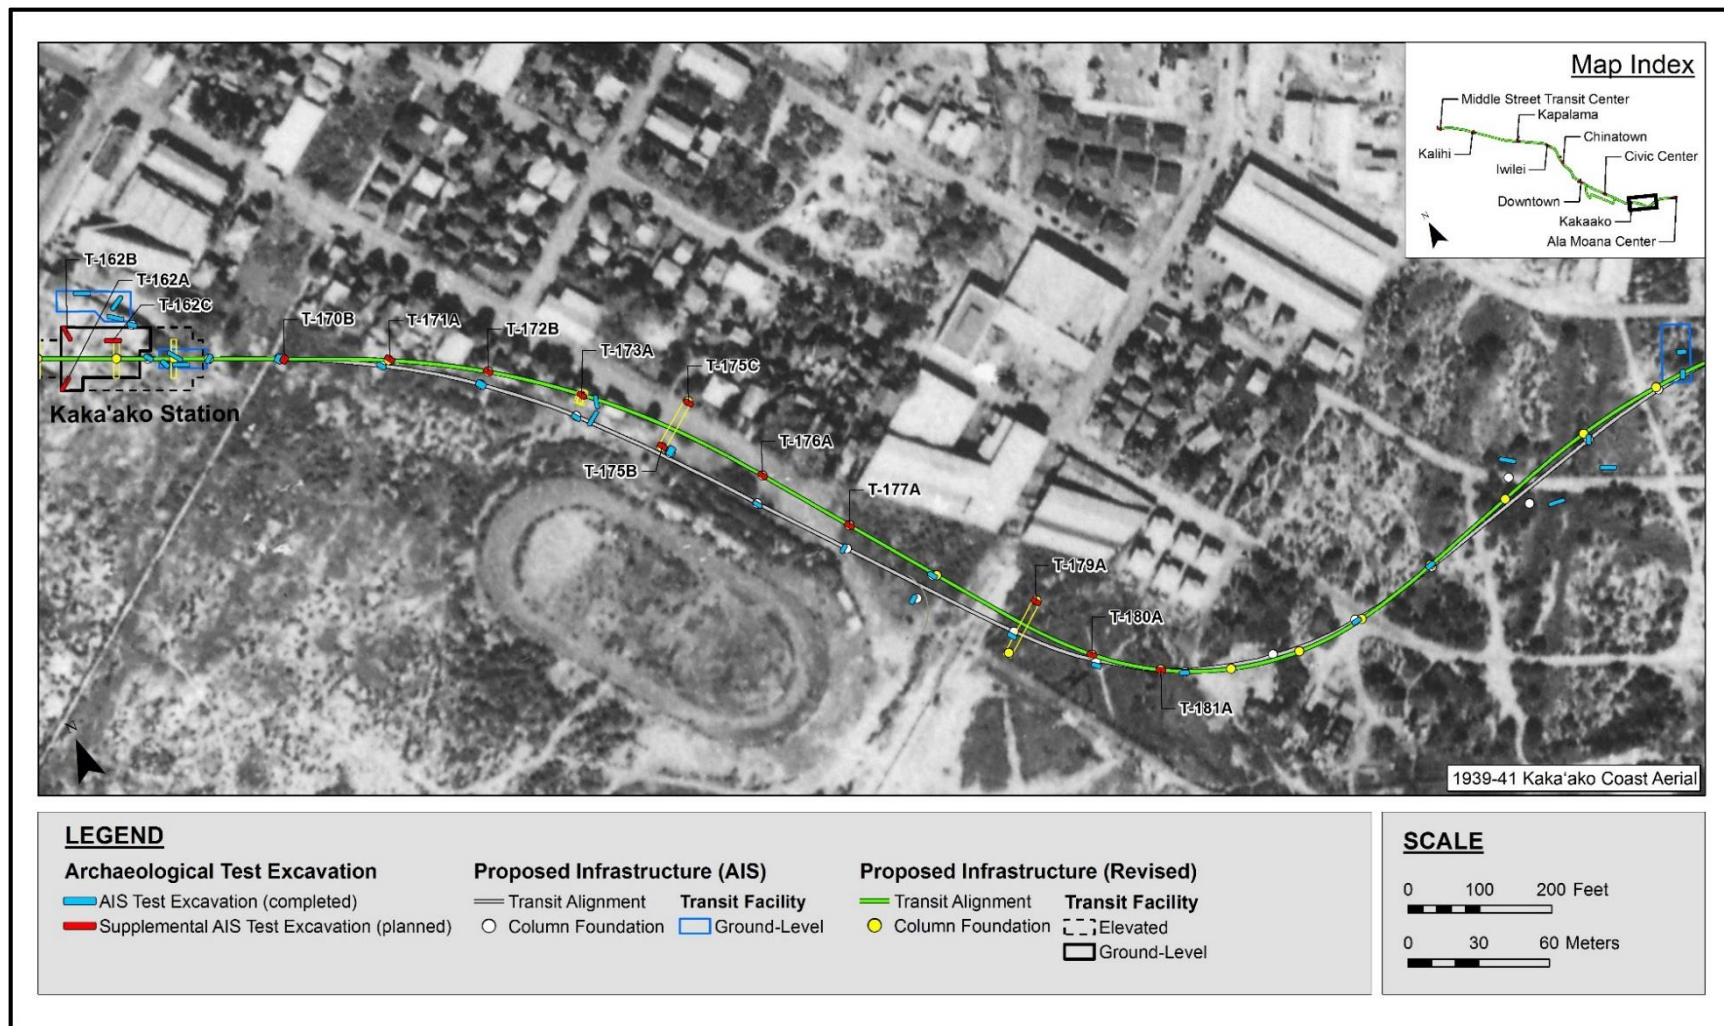 Map Index
Middle Street Transit Center
Kapalama
Chinatown
Kalihi
Civic Center
Iwilei
Downtown
Kakaako
N
Ala Moana Center
T-162B
T-162A
T-162C
T-170B
T-171A
T-172B
T-173A
T-175C
Kaka'ako Station
T-176A
T-175B
T-177A
T-179A
T-180A
T-181A
N
1939-41 Kaka'ako Coast Aerial
LEGEND
Archaeological Test Excavation
AIS Test Excavation (completed)
Supplemental AIS Test Excavation (planned)
Proposed Infrastructure (AIS)
Transit Alignment
Column Foundation
Transit Facility
Ground-Level
Proposed Infrastructure (Revised)
Transit Alignment
Column Foundation
Transit Facility
Elevated
Ground-Level
SCALE
0 100 200 Feet
0 30 60 Meters